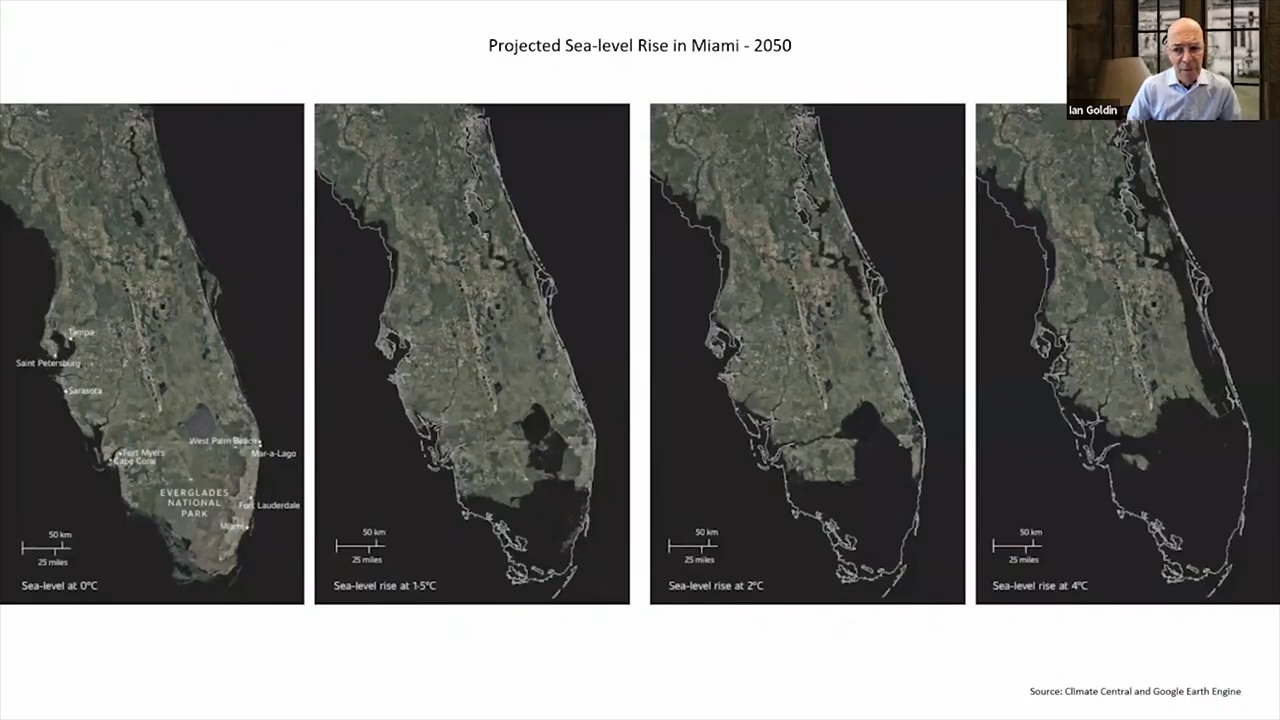 Projected Sea-level Rise in Miami - 2050
Ian Goldin
Tampa
Saint Petersburg
Sarasota
West Palm Beach
Mar-a-Lago
Fort Myers
Cape Coral
EVERGLADES
NATIONAL
PARK
Fort Lauderdale
Miami
50 km
25 miles
Sea-level at 0°C
50 km
25 miles
Sea-level rise at 1·5°C
50 km
25 miles
Sea-level rise at 2°C
50 km
25 miles
Sea-level rise at 4°C
Source: Climate Central and Google Earth Engine